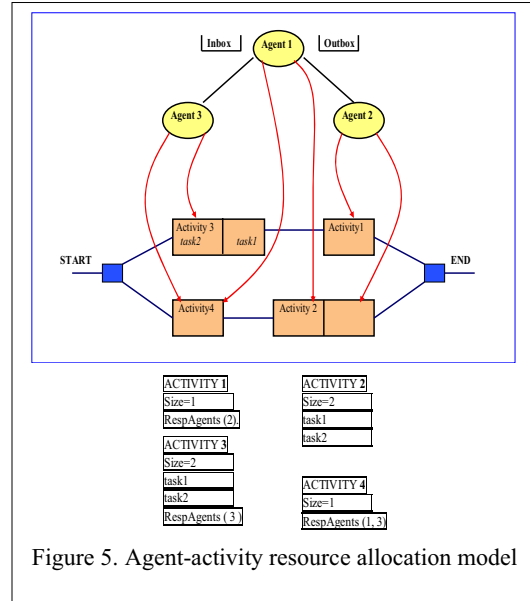 Inbox
Outbox
Agent 1
Agent 3
Agent 2
Activity 3
task2
task1
Activity1
START
END
Activity4
Activity 2
ACTIVITY 1
Size=1
RespAgents (2).
ACTIVITY 2
Size=2
task1
task2
ACTIVITY 3
Size=2
task1
task2
RespAgents ( 3 )
ACTIVITY 4
Size=1
RespAgents (1, 3)
Figure 5. Agent-activity resource allocation model